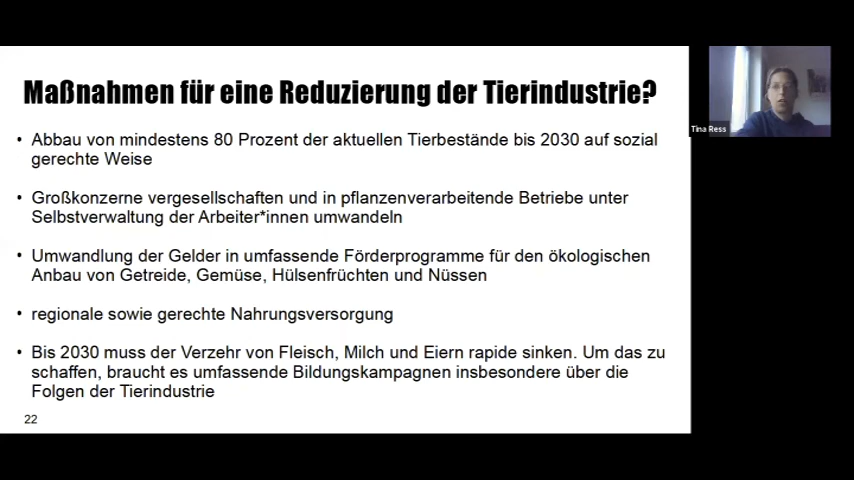 Maßnahmen für eine Reduzierung der Tierindustrie?
• Abbau von mindestens 80 Prozent der aktuellen Tierbestände bis 2030 auf sozial
gerechte Weise
• Großkonzerne vergesellschaften und in pflanzenverarbeitende Betriebe unter
Selbstverwaltung der Arbeiter*innen umwandeln
• Umwandlung der Gelder in umfassende Förderprogramme für den ökologischen
Anbau von Getreide, Gemüse, Hülsenfrüchten und Nüssen
• regionale sowie gerechte Nahrungsversorgung
• Bis 2030 muss der Verzehr von Fleisch, Milch und Eiern rapide sinken. Um das zu
schaffen, braucht es umfassende Bildungskampagnen insbesondere über die
Folgen der Tierindustrie
22
Tina Ress